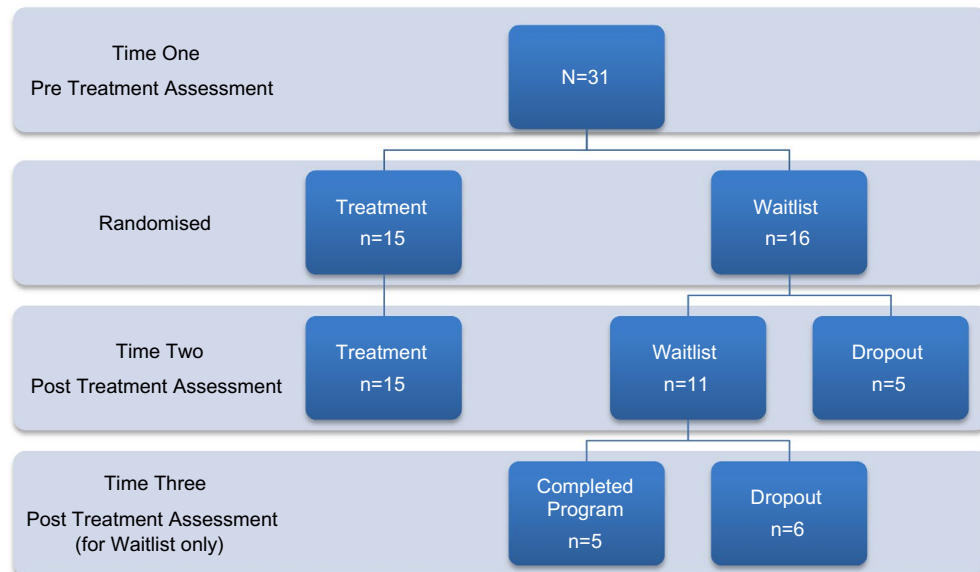 Time One
Pre Treatment Assessment
N=31
Randomised
Treatment
n=15
Waitlist
n=16
Time Two
Post Treatment Assessment
Treatment
n=15
Waitlist
n=11
Dropout
n=5
Time Three
Post Treatment Assessment
(for Waitlist only)
Completed
Program
n=5
Dropout
n=6